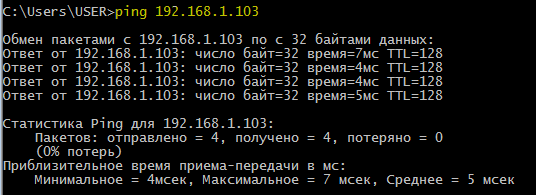 C:\Users\USER>ping 192.168.1.103
Обмен пакетами с 192.168.1.103 по с 32 байтами данных:
Ответ от 192.168.1.103: число байт=32 время=7мс TTL=128
Ответ от 192.168.1.103: число байт=32 время=4мс TTL=128
Ответ от 192.168.1.103: число байт=32 время=4мс TTL=128
Ответ от 192.168.1.103: число байт=32 время=5мс TTL=128
Статистика Ping для 192.168.1.103:
Пакетов: отправлено = 4, получено = 4, потеряно = 0
(0% потерь)
Приблизительное время приема-передачи в мс:
Минимальное = 4мсек, Максимальное = 7 мсек, Среднее = 5 мсек